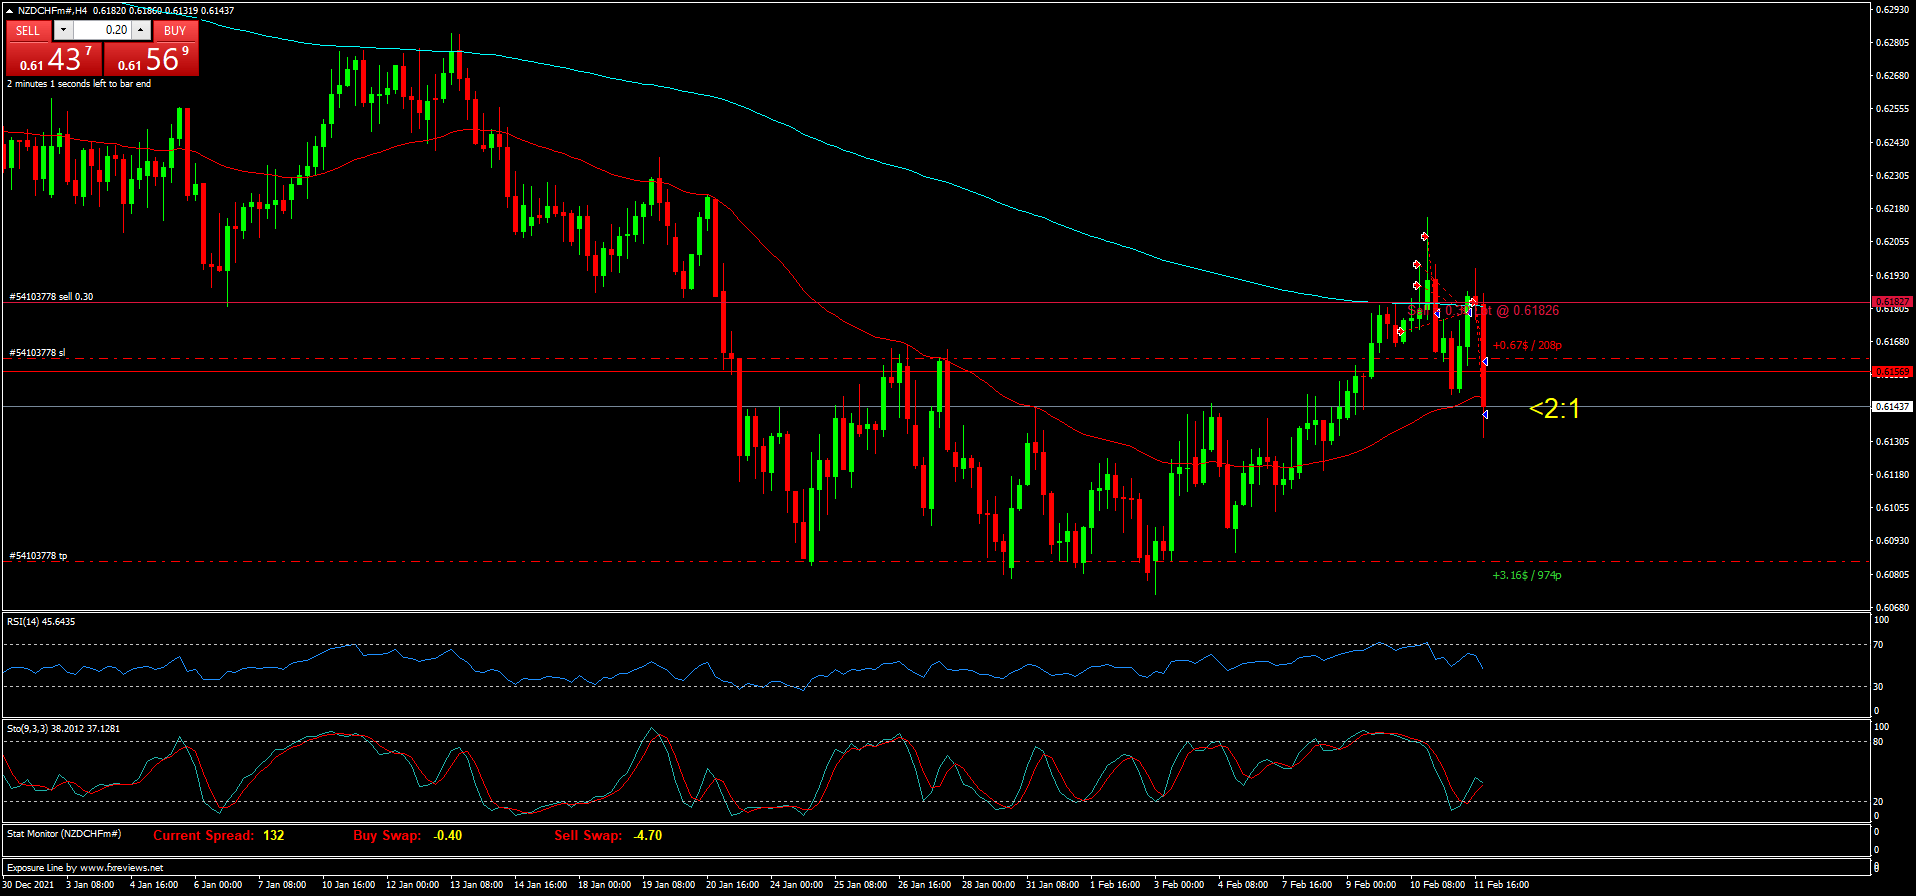 NZDCHFm#,H4 0.61820 0.61860 0.61319 0.61437
SELL 0.20 BUY
0.61 43 7 0.61 56 9
2 minutes 1 seconds left to bar end
#54103778 sell 0.30
#54103778 sl
#54103778 tp
@ 0.61826
+0.67$ / 208p
<2:1
+3.16$ / 974p
0.62930
0.62805
0.62680
0.62555
0.62430
0.62305
0.62180
0.62055
0.61930
0.61827
0.61805
0.61680
0.61569
0.61437
0.61305
0.61180
0.61055
0.60930
0.60805
0.60680
RSI(14) 45.6435
100
70
30
0
Sto(9,3,3) 38.2012 37.1281
100
80
20
0
Stat Monitor (NZDCHFm#) Current Spread: 132 Buy Swap: -0.40 Sell Swap: -4.70
0
0
Exposure Line by www.fxreviews.net
30 Dec 2021 3 Jan 08:00 4 Jan 16:00 6 Jan 00:00 7 Jan 08:00 10 Jan 16:00 12 Jan 00:00 13 Jan 08:00 14 Jan 16:00 18 Jan 00:00 19 Jan 08:00 20 Jan 16:00 24 Jan 00:00 25 Jan 08:00 26 Jan 16:00 28 Jan 00:00 31 Jan 08:00 1 Feb 16:00 3 Feb 00:00 4 Feb 08:00 7 Feb 16:00 9 Feb 00:00 10 Feb 08:00 11 Feb 16:00